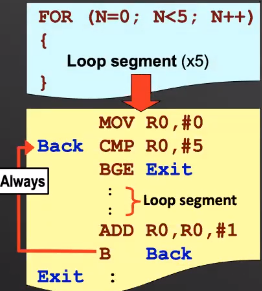 FOR (N=0; N<5; N++)
{
Loop segment (x5)
}
MOV R0,#0
Back CMP R0,#5
BGE Exit
Always
:
: Loop segment
ADD R0,R0,#1
B Back
Exit :